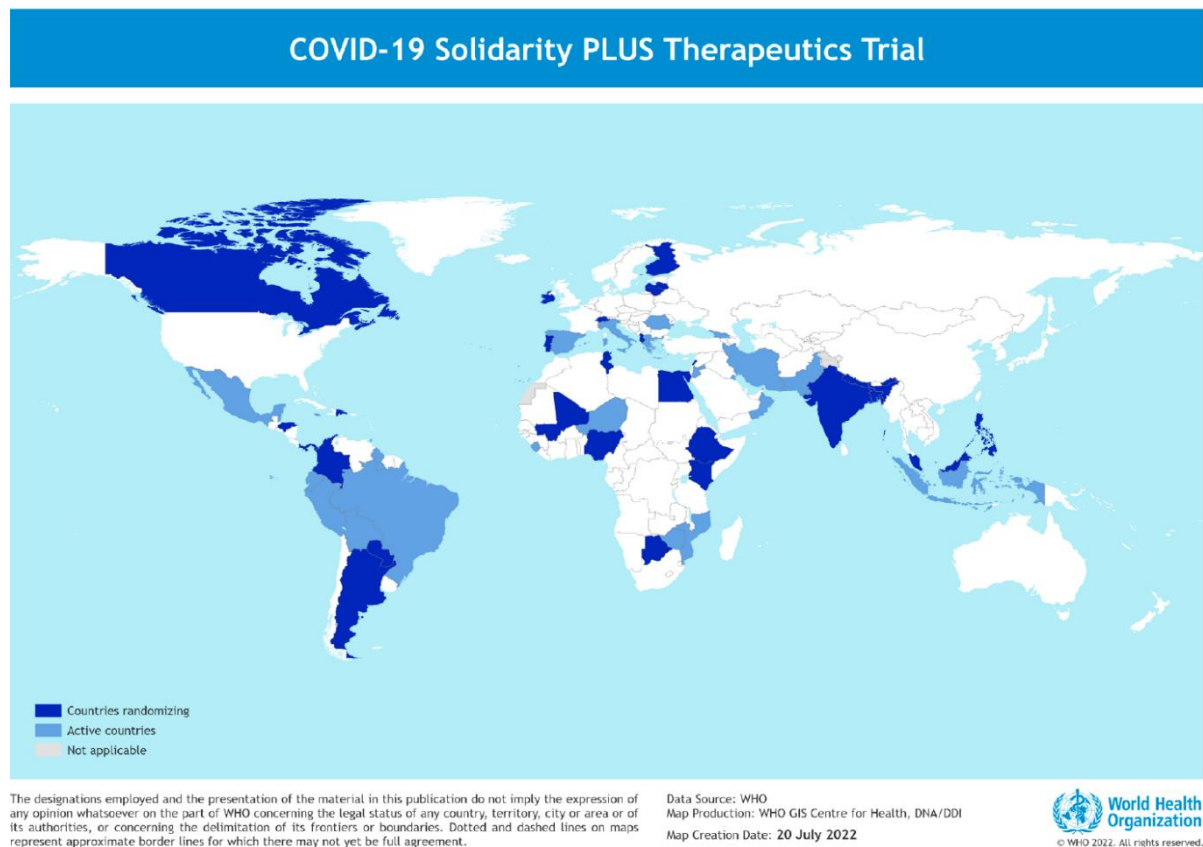 COVID-19 Solidarity PLUS Therapeutics Trial
Countries randomizing
Active countries
Not applicable
The designations employed and the presentation of the material in this publication do not imply the expression of
any opinion whatsoever on the part of WHO concerning the legal status of any country, territory, city or area or of
its authorities, or concerning the delimitation of its frontiers or boundaries. Dotted and dashed lines on maps
represent approximate border lines for which there may not yet be full agreement.
Data Source: WHO
Map Production: WHO GIS Centre for Health, DNA/DDI
Map Creation Date: 20 July 2022
World Health
Organization
© WHO 2022. All rights reserved.